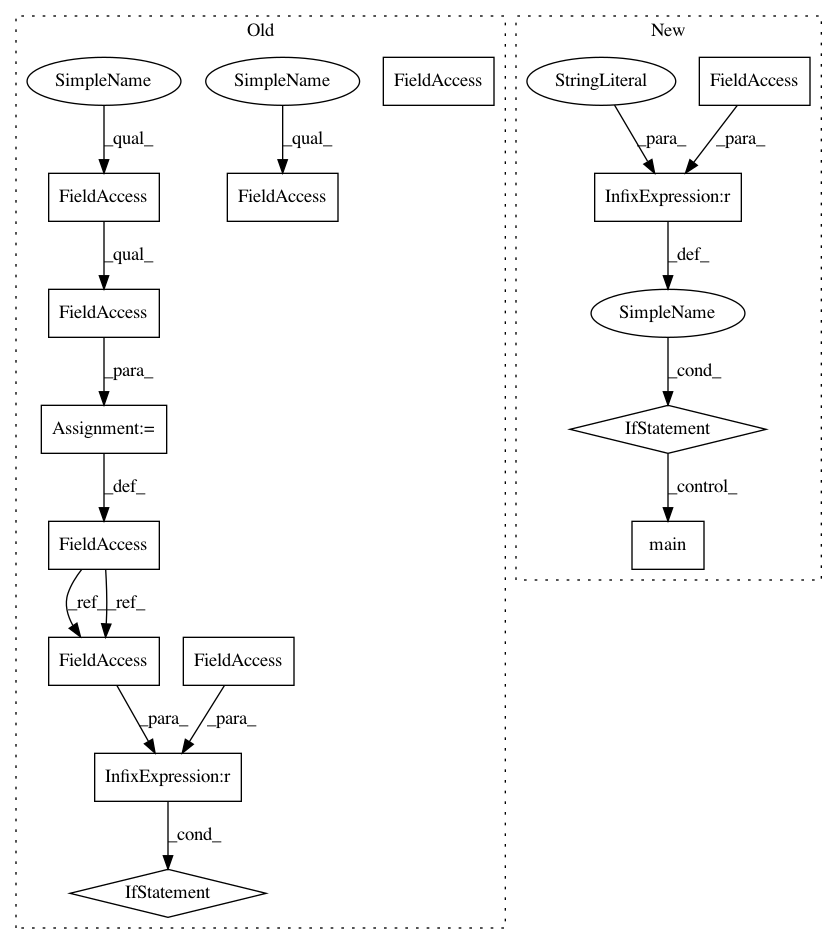 Old
New
SimpleName
SimpleName
FieldAccess
StringLiteral
FieldAccess
_qual_
_qual_
_para_
_para_
FieldAccess
FieldAccess
InfixExpression:r
_qual_
_def_
FieldAccess
SimpleName
_para_
_cond_
Assignment:=
IfStatement
_def_
_control_
FieldAccess
main
_ref_
_ref_
FieldAccess
FieldAccess
_para_
_para_
InfixExpression:r
_cond_
IfStatement